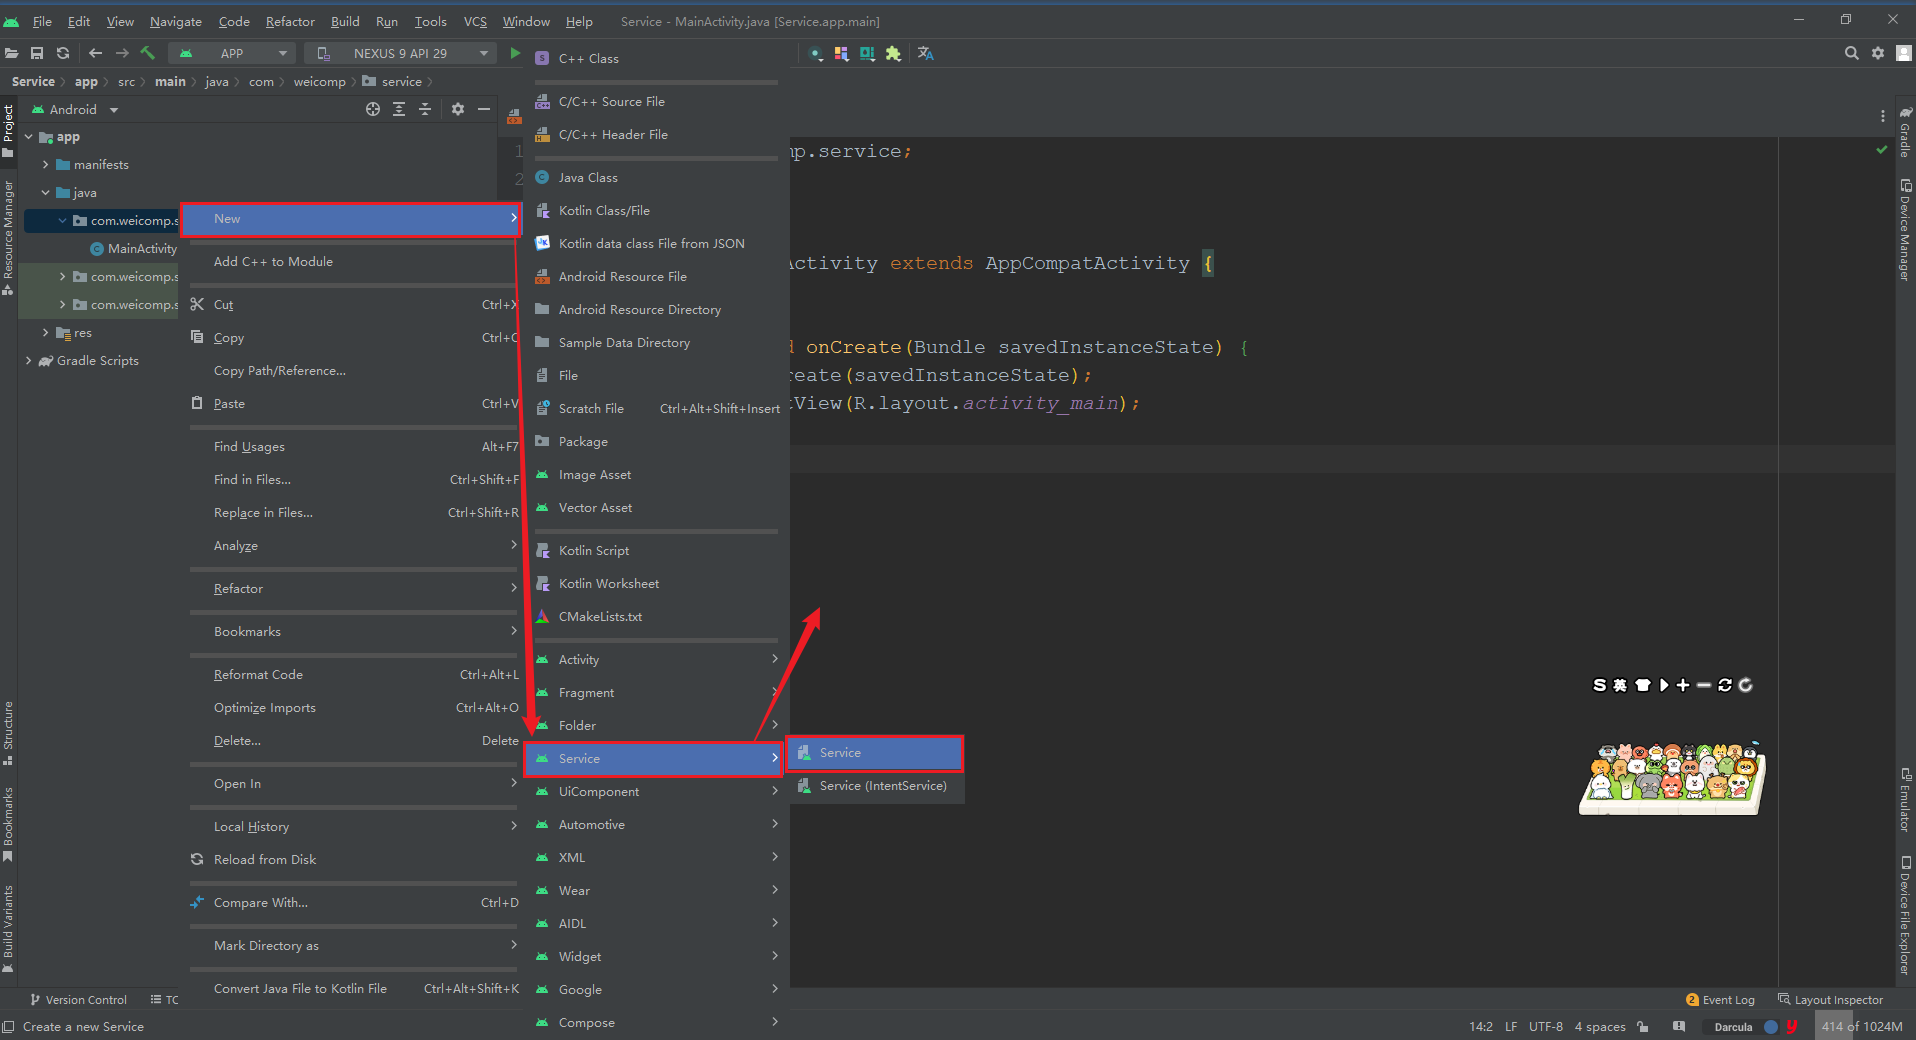 File Edit View Navigate Code Refactor Build Run Tools VCS Window Help Service - MainActivity.java [Service.app.main]
APP NEXUS 9 API 29
Service app src main java com weicomp service
Android
Project
Resource Manager
Structure
Bookmarks
Build Variants
app
manifests
java
com.weicomp.s
MainActivity
com.weicomp.s
com.weicomp.s
res
Gradle Scripts
New
Add C++ to Module
Cut Ctrl+X
Copy Ctrl+C
Copy Path/Reference...
Paste Ctrl+V
Find Usages Alt+F7
Find in Files... Ctrl+Shift+F
Replace in Files... Ctrl+Shift+R
Analyze
Refactor
Bookmarks
Reformat Code Ctrl+Alt+L
Optimize Imports Ctrl+Alt+O
Delete... Delete
Open In
Local History
Reload from Disk
Compare With... Ctrl+D
Mark Directory as
Convert Java File to Kotlin File Ctrl+Alt+Shift+K
C++ Class
C/C++ Source File
C/C++ Header File
Java Class
Kotlin Class/File
Kotlin data class File from JSON
Android Resource File
Android Resource Directory
Sample Data Directory
File
Scratch File Ctrl+Alt+Shift+Insert
Package
Image Asset
Vector Asset
Kotlin Script
Kotlin Worksheet
CMakeLists.txt
Activity
Fragment
Folder
Service
UiComponent
Automotive
XML
Wear
AIDL
Widget
Google
Compose
Service
Service (IntentService)
1
2
mp.service;
Activity extends AppCompatActivity {
d onCreate(Bundle savedInstanceState) {
reate(savedInstanceState);
tView(R.layout.activity_main);
S 英
Gradle
Device Manager
Emulator
Device File Explorer
Version Control TO
2 Event Log Layout Inspector
Create a new Service
14:2 LF UTF-8 4 spaces Darcula y 414 of 1024M